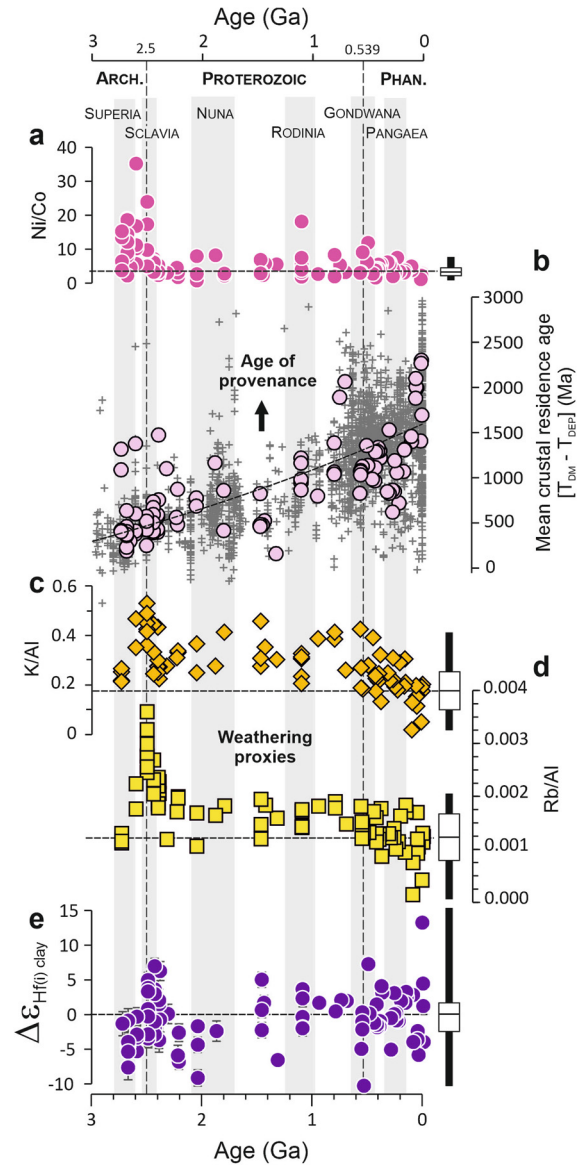 Age (Ga)
3 2 1 0
2.5 0.539
ARCH. PROTEROZOIC PHAN.
SUPERIA NUNA GONDWANA
SCLAVIA RODINIA PANGAEA
a
40
30
20
10
0
Ni/Co
b
3000
2500
2000
1500
1000
500
0
Mean crustal residence age
[TDM - TDEP] (Ma)
Age of
provenance
c
0.6
0.4
0.2
0
K/Al
d
0.004
0.003
0.002
0.001
0.000
Rb/Al
Weathering
proxies
e
15
10
5
0
-5
-10
ΔεHf(i) clay
3 2 1 0
Age (Ga)